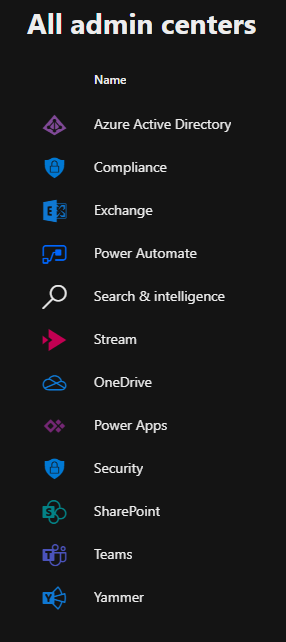 All admin centers
Name
Azure Active Directory
Compliance
Exchange
Power Automate
Search & intelligence
Stream
OneDrive
Power Apps
Security
SharePoint
Teams
Yammer